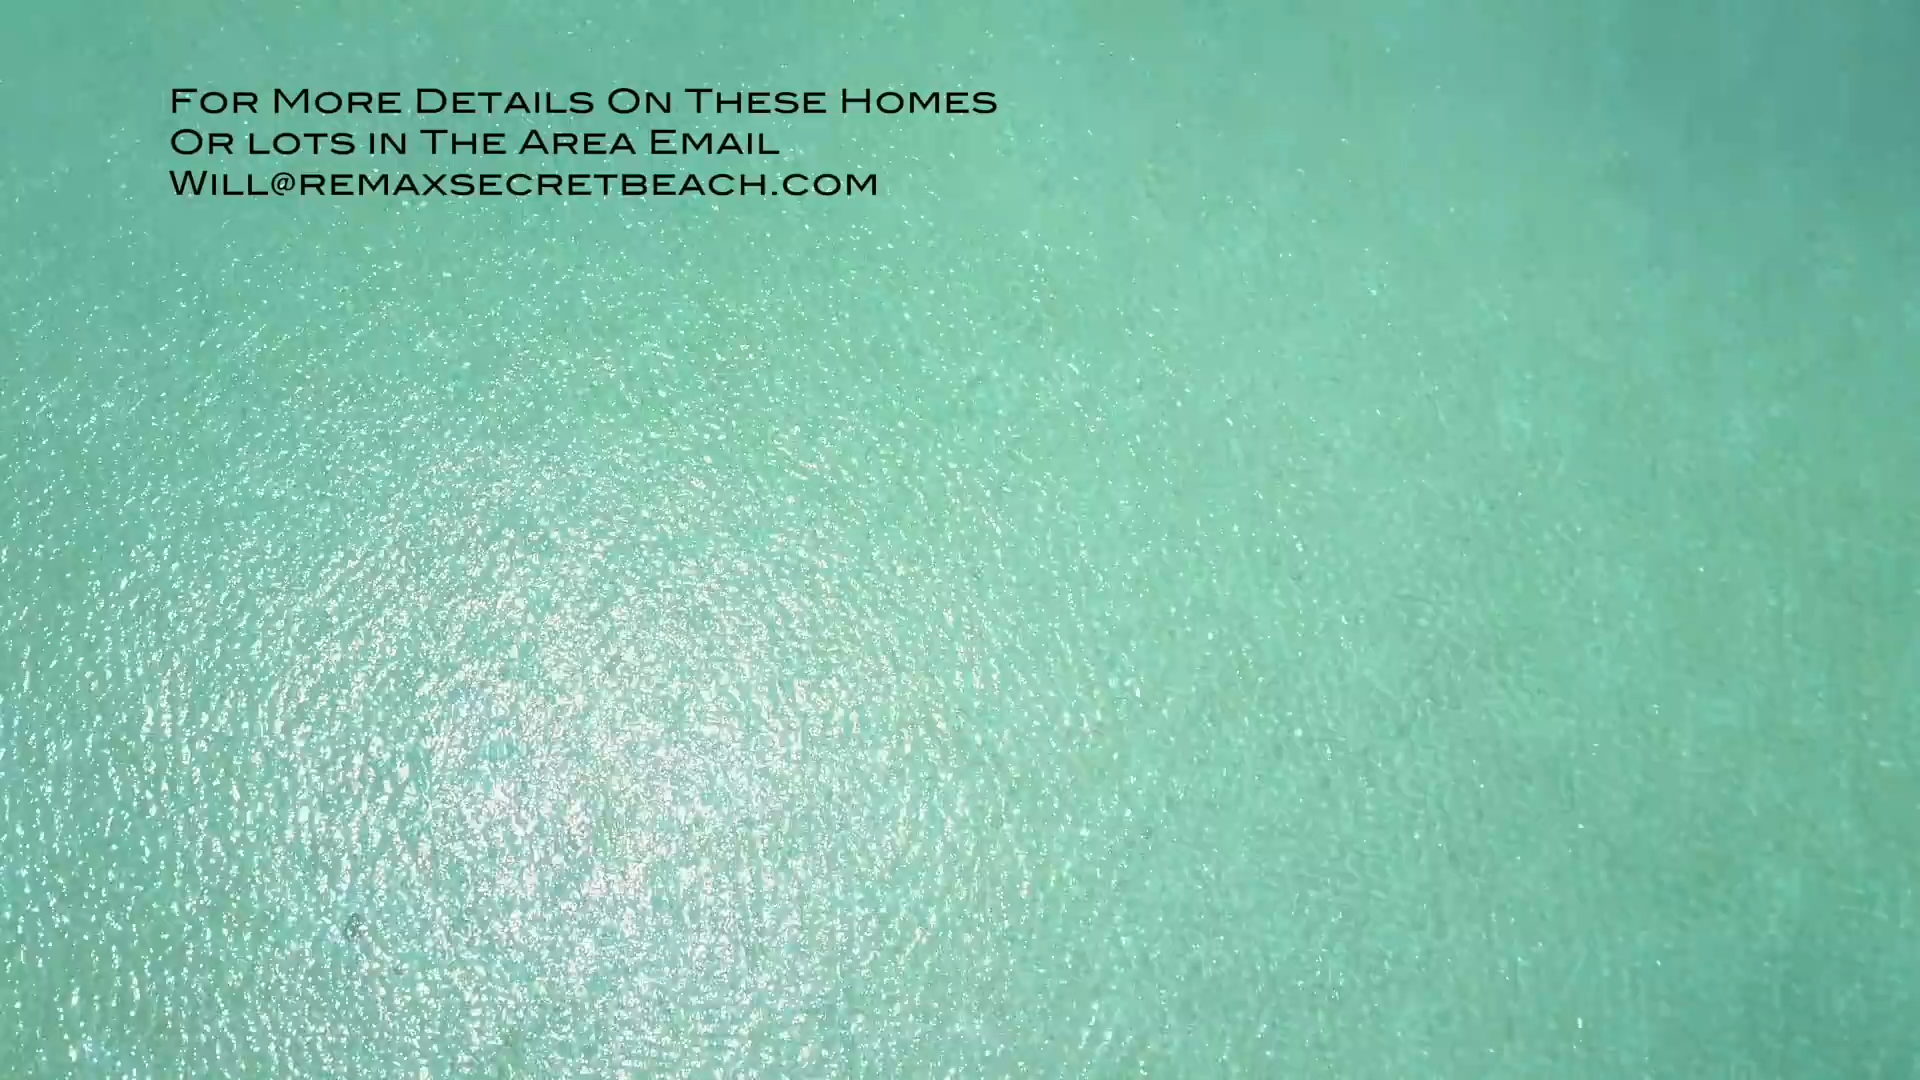 For More Details On These Homes
Or lots in The Area Email
Will@remaxsecretbeach.com